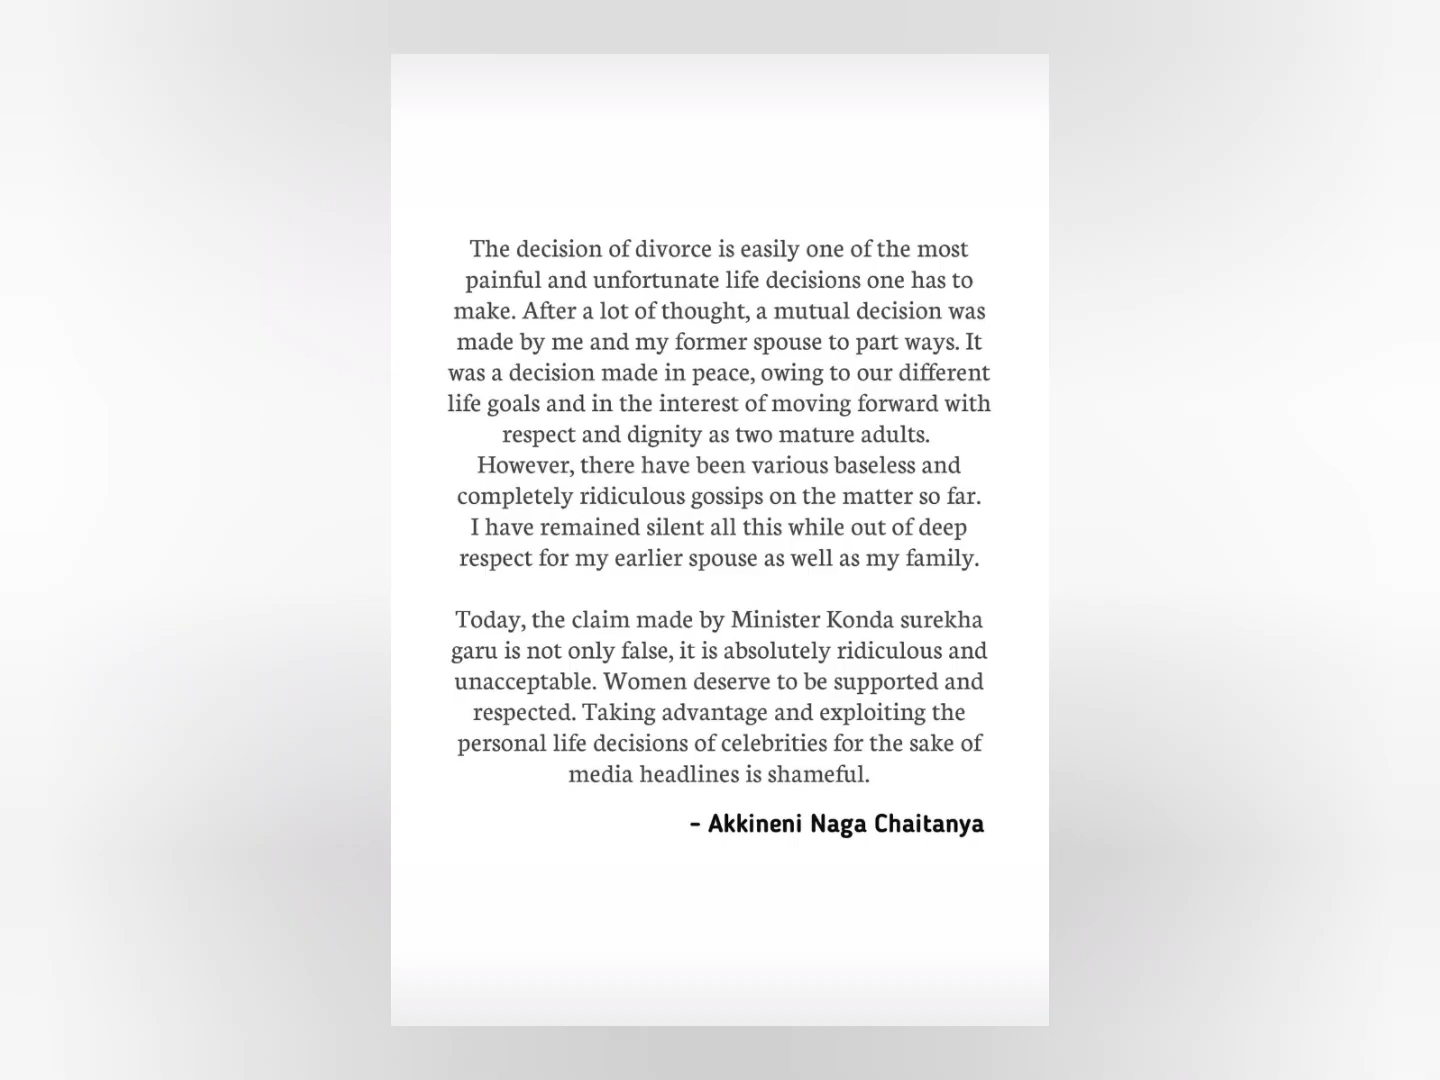 The decision of divorce is easily one of the most
painful and unfortunate life decisions one has to
make. After a lot of thought, a mutual decision was
made by me and my former spouse to part ways. It
was a decision made in peace, owing to our different
life goals and in the interest of moving forward with
respect and dignity as two mature adults.
However, there have been various baseless and
completely ridiculous gossips on the matter so far.
I have remained silent all this while out of deep
respect for my earlier spouse as well as my family.
Today, the claim made by Minister Konda surekha
garu is not only false, it is absolutely ridiculous and
unacceptable. Women deserve to be supported and
respected. Taking advantage and exploiting the
personal life decisions of celebrities for the sake of
media headlines is shameful.
- Akkineni Naga Chaitanya